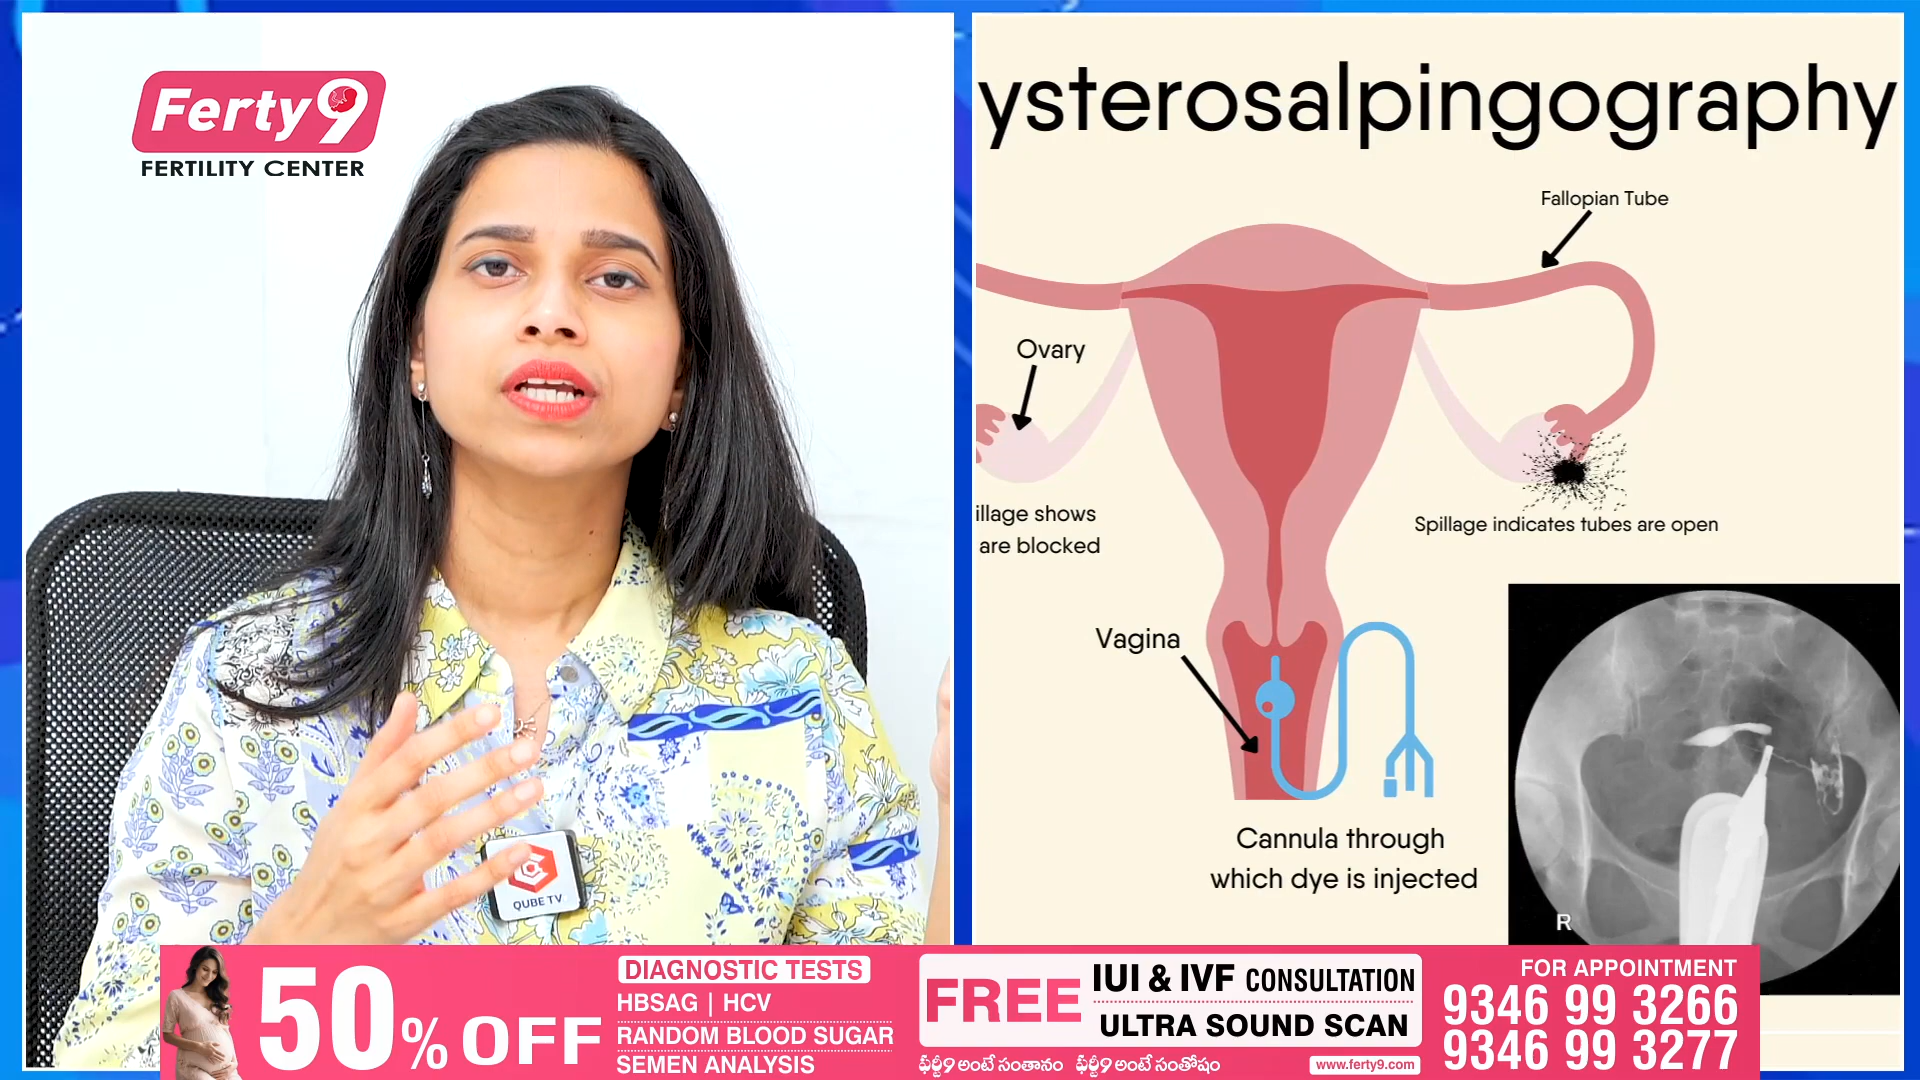 Ferty9
FERTILITY CENTER
QUBE TV
ysterosalpingography
Fallopian Tube
Ovary
illage shows
are blocked
Spillage indicates tubes are open
Vagina
Cannula through
which dye is injected
R
50% OFF
DIAGNOSTIC TESTS
HBSAG | HCV
RANDOM BLOOD SUGAR
SEMEN ANALYSIS
FREE IUI & IVF CONSULTATION
ULTRA SOUND SCAN
ఫర్టీ9 అంటే సంతానం ఫర్టీ9 అంటే సంతోషం
www.ferty9.com
FOR APPOINTMENT
9346 99 3266
9346 99 3277